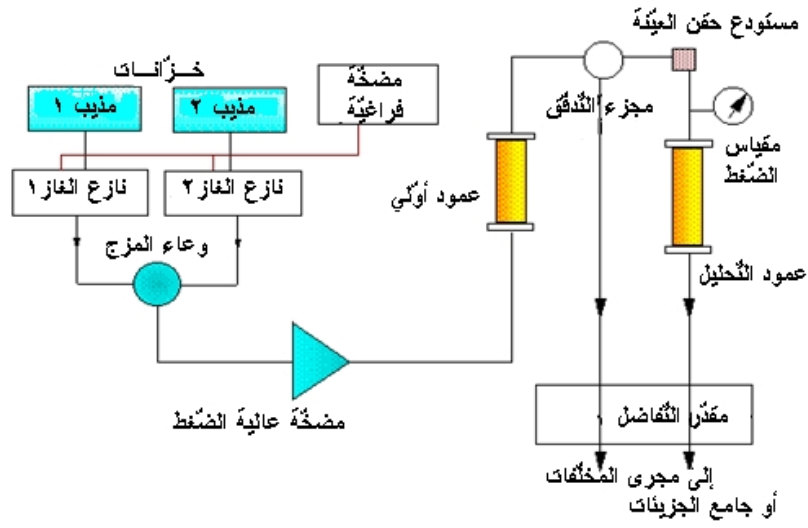 مستودع حقن العيّنة
خـزّانـــات
مذيب ١
مذيب ٢
مضخّة
فراغيّة
مجزء التّدفّق
مقياس
الضّغط
نازع الغاز١
نازع الغاز٢
عمود أوّلي
وعاء المزج
عمود التّحليل
مضخّة عالية الضّغط
مقدّر التّفاضل
إلى مجرى المخلّفات
أو جامع الجزيئات